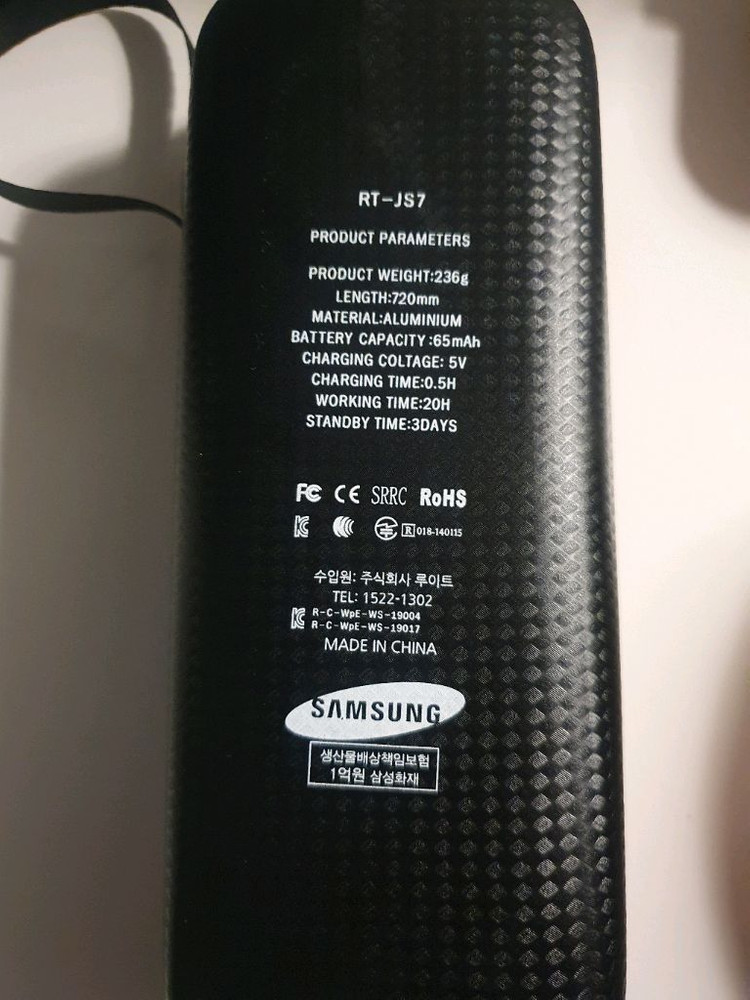 RT-JS7
PRODUCT PARAMETERS
PRODUCT WEIGHT:236g
LENGTH:720mm
MATERIAL:ALUMINIUM
BATTERY CAPACITY:65mAh
CHARGING COLTAGE: 5V
CHARGING TIME:0.5H
WORKING TIME:20H
STANDBY TIME:3DAYS
FC CE SRRC RoHS
R 018-140115
수입원: 주식회사 루이트
TEL: 1522-1302
R-C-WpE-WS-19004
R-C-WpE-WS-19017
MADE IN CHINA
SAMSUNG
생산물배상책임보험
1억원 삼성화재